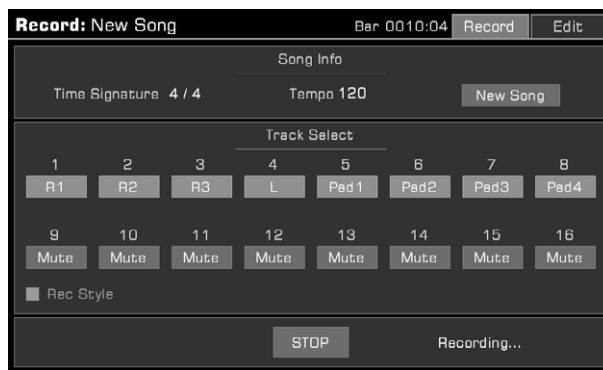 Record: New Song Bar 0010:04 Record Edit
Song Info
Time Signature 4 / 4 Tempo 120 New Song
Track Select
1 2 3 4 5 6 7 8
R1 R2 R3 L Pad1 Pad2 Pad3 Pad4
9 10 11 12 13 14 15 16
Mute Mute Mute Mute Mute Mute Mute Mute
Rec Style
STOP Recording...